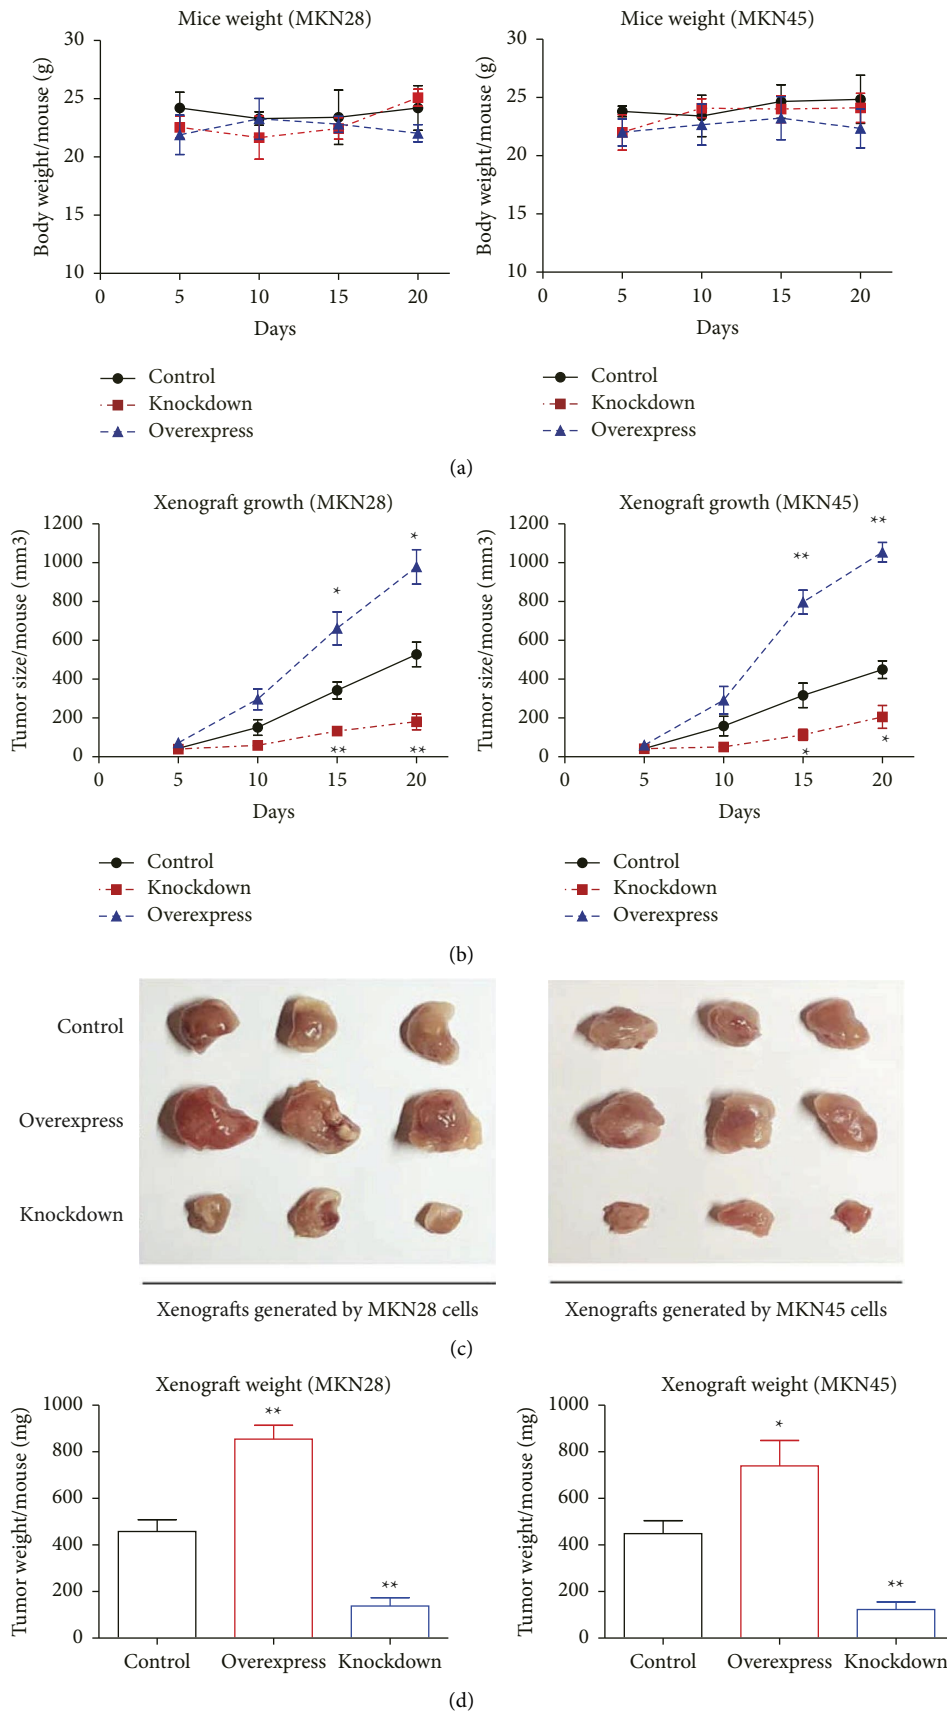 Mice weight (MKN28)
Body weight/mouse (g)
30
25
20
15
10
0 5 10 15 20
Days
Control
Knockdown
Overexpress
Mice weight (MKN45)
Body weight/mouse (g)
30
25
20
15
10
0 5 10 15 20
Days
Control
Knockdown
Overexpress
(a)
Xenograft growth (MKN28)
Tumor size/mouse (mm3)
1200
1000
800
600
400
200
0
0 5 10 15 20
* *
** **
Days
Control
Knockdown
Overexpress
Xenograft growth (MKN45)
Tumor size/mouse (mm3)
1200
1000
800
600
400
200
0
0 5 10 15 20
** **
* *
Days
Control
Knockdown
Overexpress
(b)
Control
Overexpress
Knockdown
Xenografts generated by MKN28 cells
Xenografts generated by MKN45 cells
(c)
Xenograft weight (MKN28)
Tumor weight/mouse (mg)
1000
800
600
400
200
0
**
**
Control Overexpress Knockdown
Xenograft weight (MKN45)
Tumor weight/mouse (mg)
1000
800
600
400
200
0
*
**
Control Overexpress Knockdown
(d)